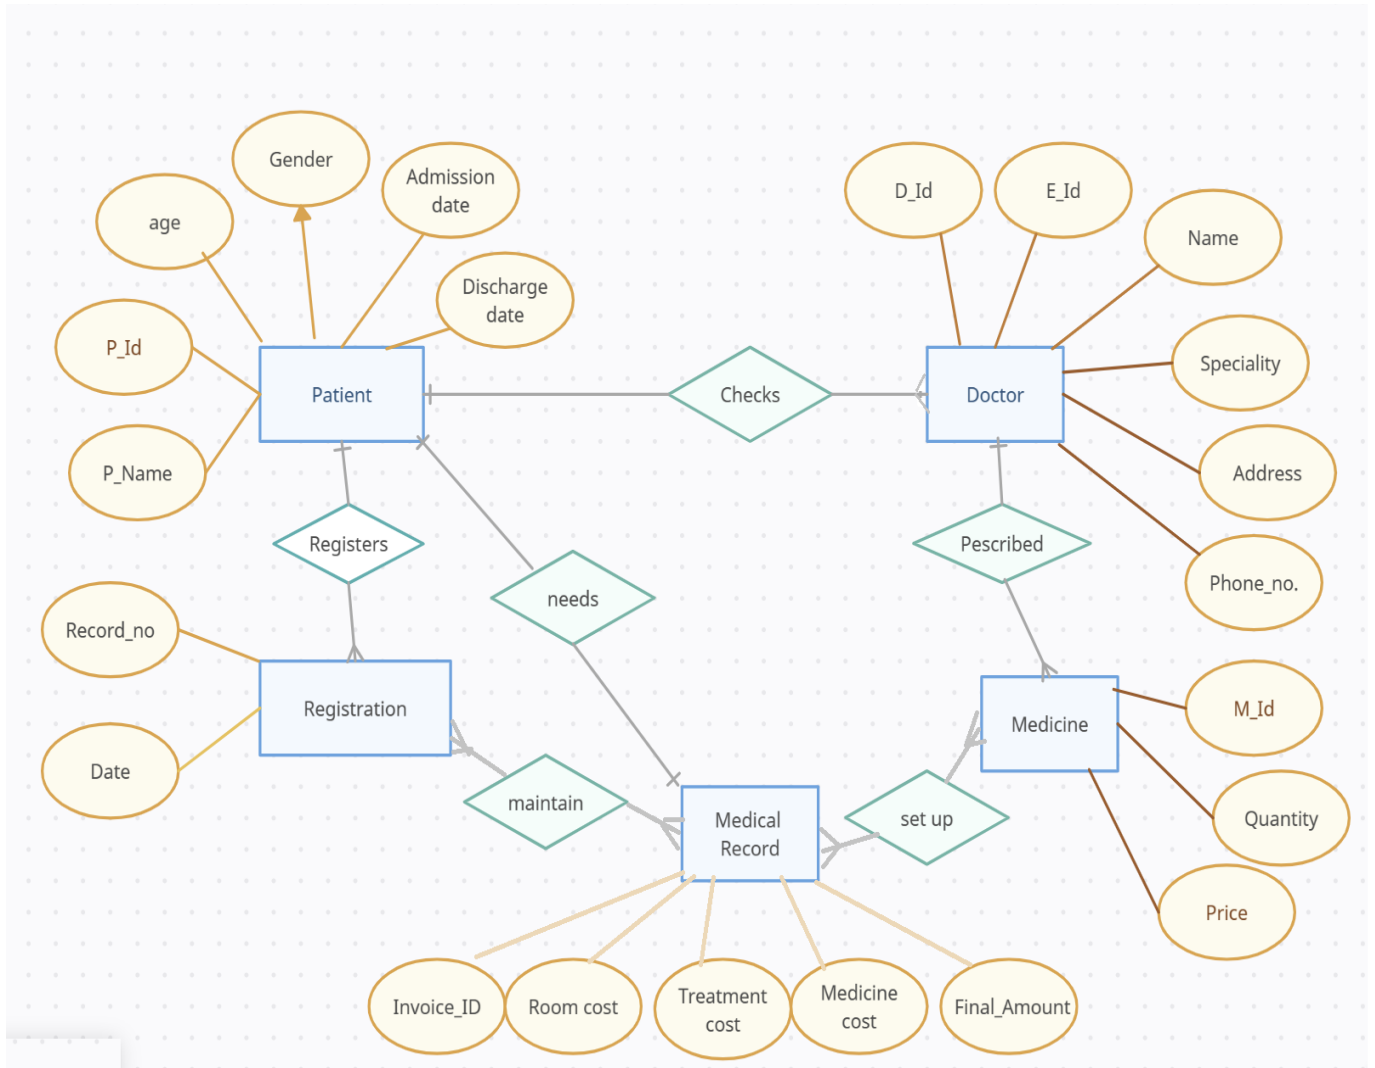 Gender
Admission
date
D_Id
E_Id
age
Name
Discharge
date
P_Id
Speciality
Patient
Checks
Doctor
P_Name
Address
Registers
Pescribed
Phone_no.
needs
Record_no
Registration
M_Id
Medicine
Date
maintain
Medical
Record
set up
Quantity
Price
Invoice_ID
Room cost
Treatment
cost
Medicine
cost
Final_Amount